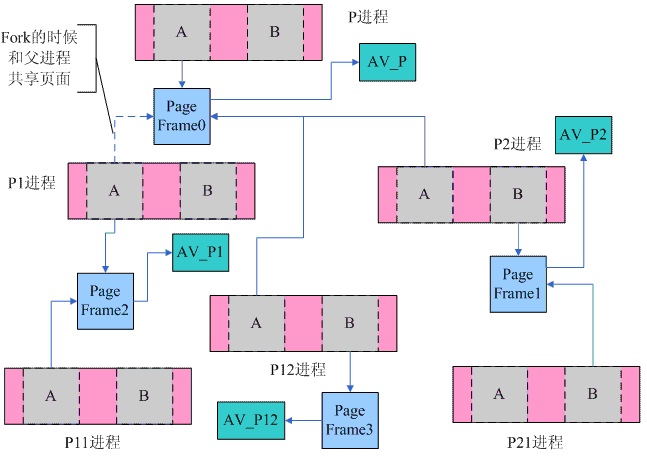 P进程
Fork的时候
和父进程
共享页面
A
B
AV_P
Page
Frame0
AV_P2
P2进程
P1进程
A
B
A
B
AV_P1
Page
Frame2
Page
Frame1
A
B
P12进程
A
B
A
B
AV_P12
Page
Frame3
P11进程
P21进程